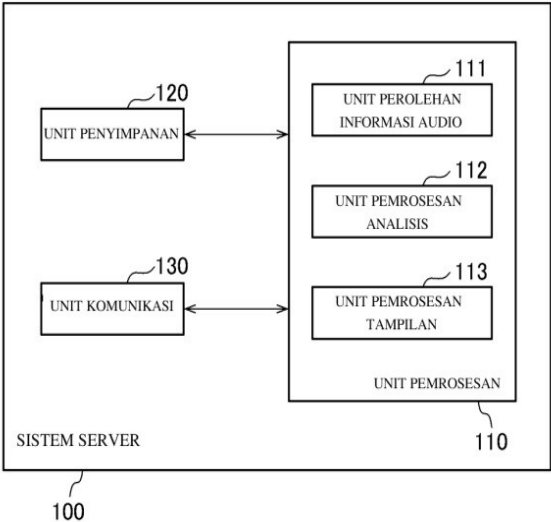 111
120
UNIT PEROLEHAN
INFORMASI AUDIO
UNIT PENYIMPANAN
112
UNIT PEMROSESAN
ANALISIS
130
113
UNIT KOMUNIKASI
UNIT PEMROSESAN
TAMPILAN
UNIT PEMROSESAN
SISTEM SERVER
110
100